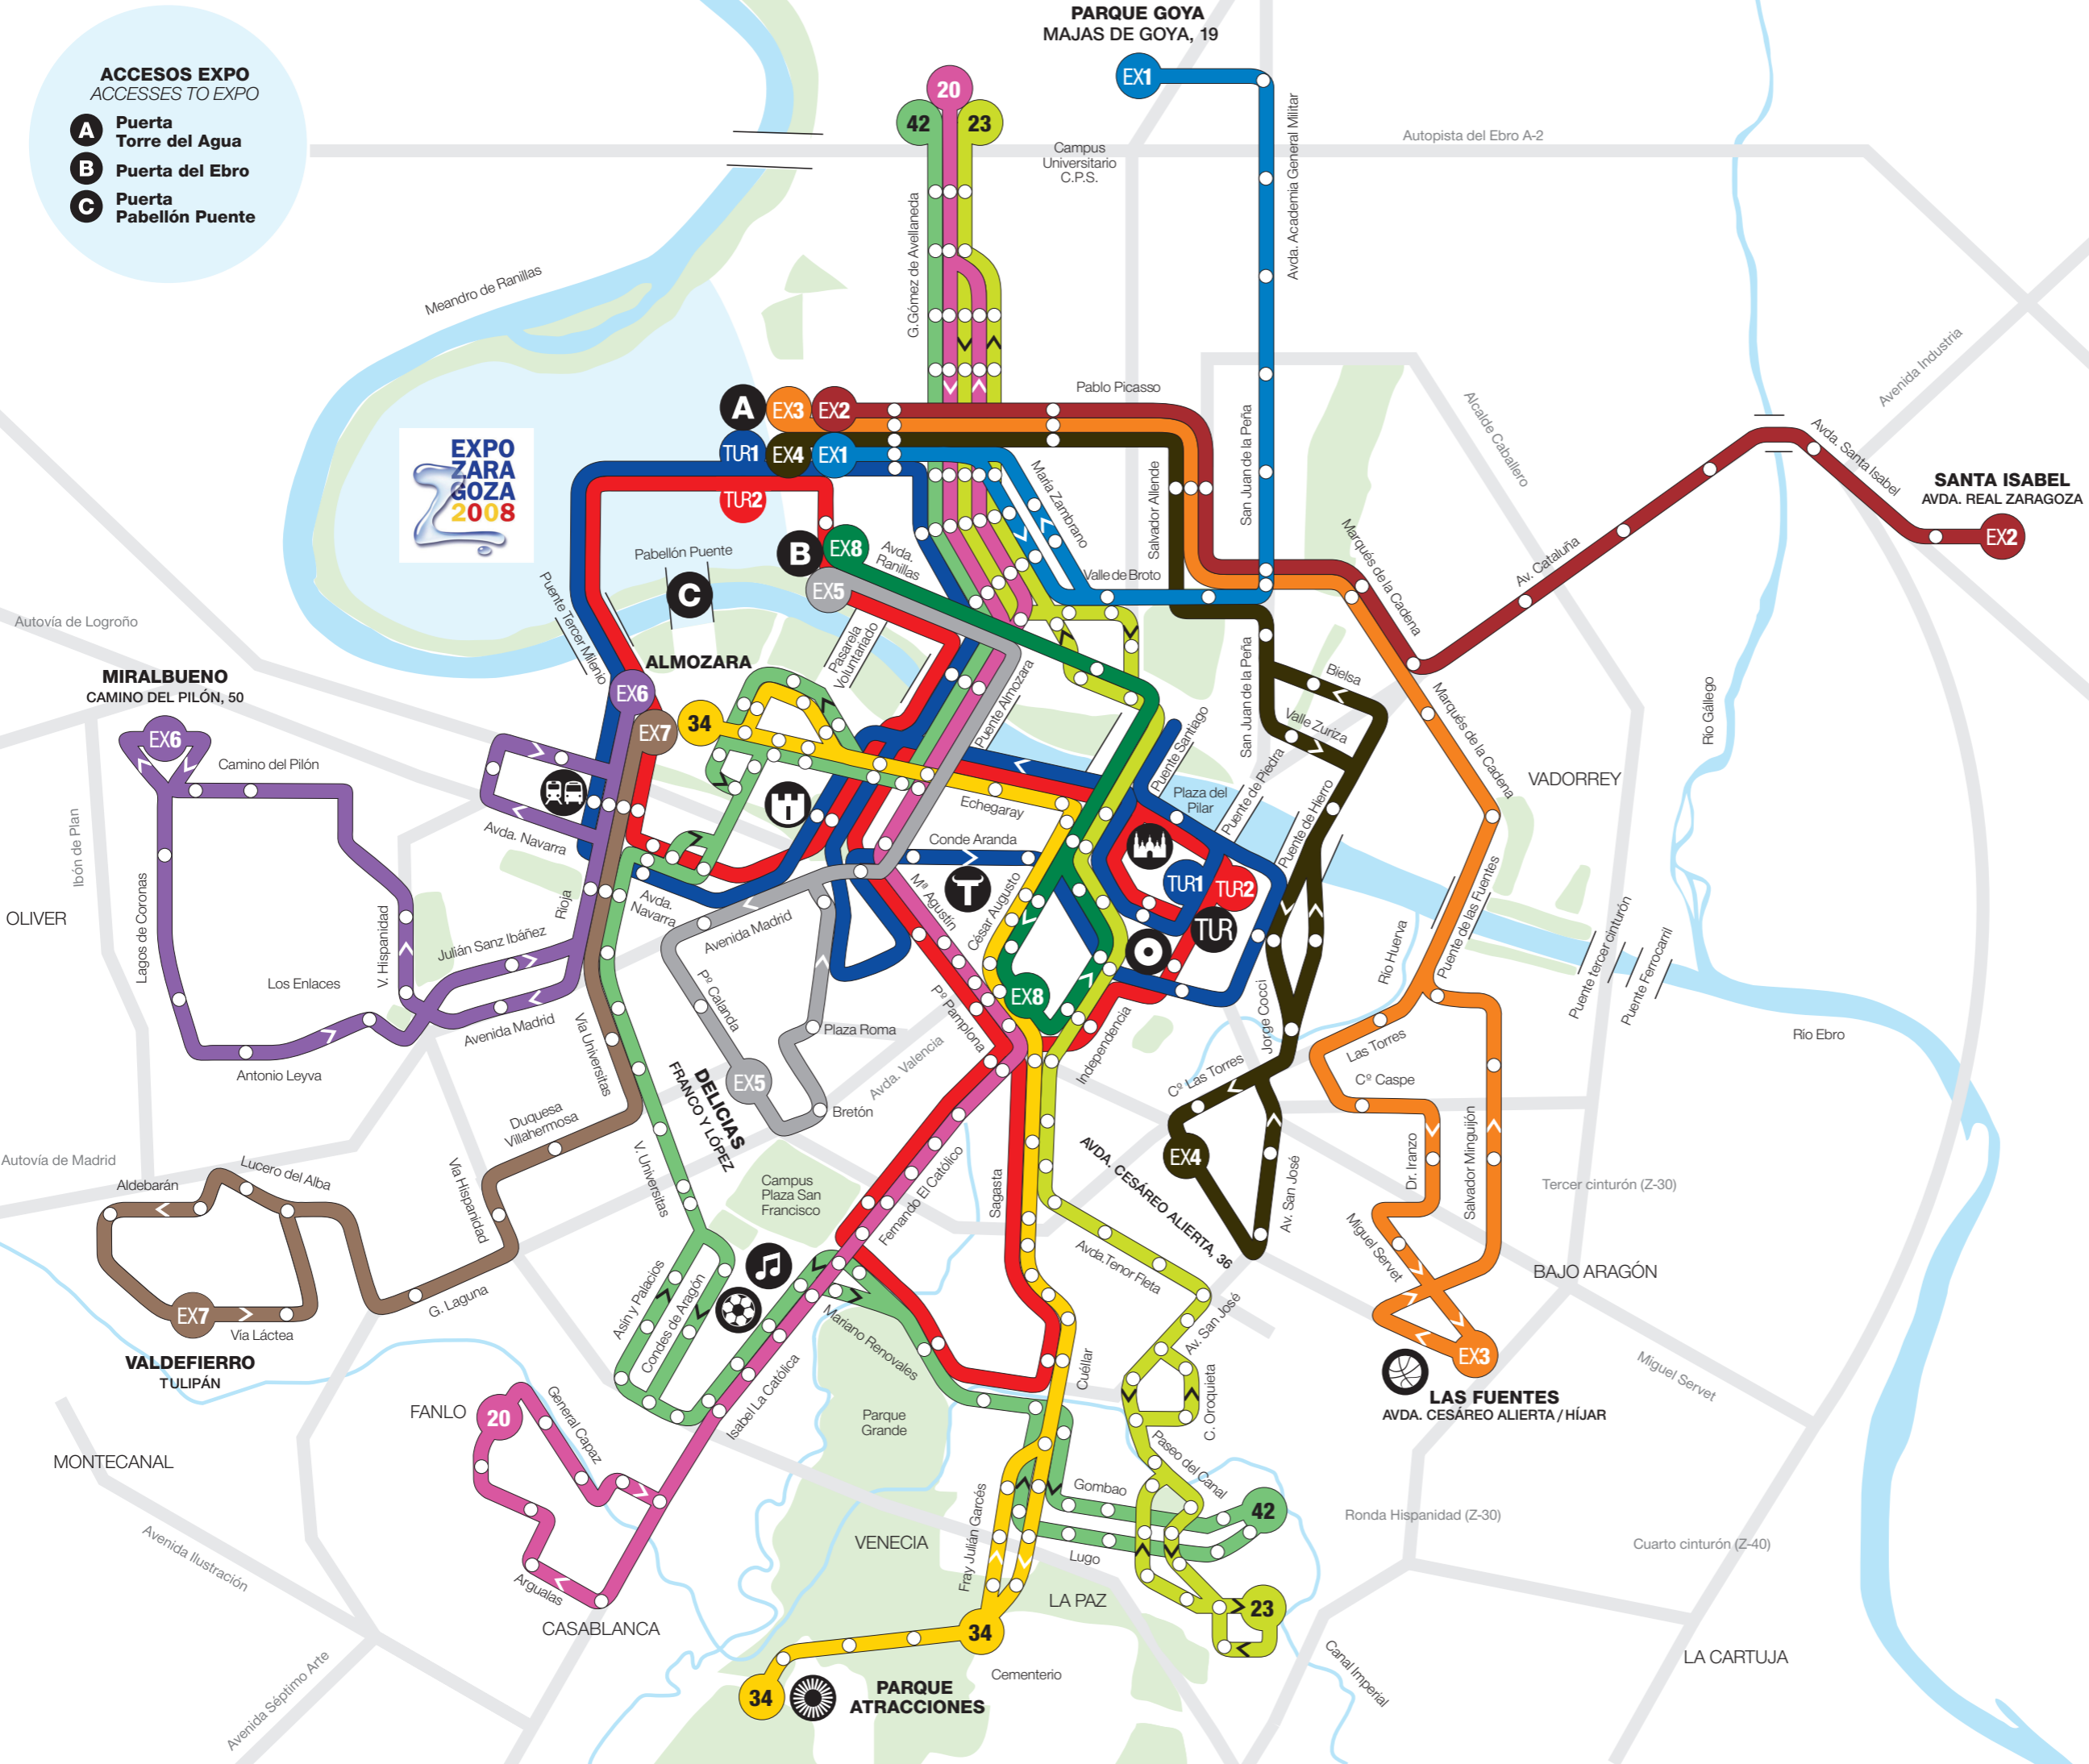 PARQUE GOYA
MAJAS DE GOYA, 19
ACCESOS EXPO
ACCESSES TO EXPO
A
Puerta
Torre del Agua
B
Puerta del Ebro
C
Puerta
Pabellón Puente
EX1
20
42
23
Campus
Universitario
C.P.S.
Autopista del Ebro A-2
Avda. Academia General Militar
G.Gómez de Avellaneda
Meandro de Ranillas
Avenida Industria
Pablo Picasso
Alcalde Caballero
A
EX3
EX2
TUR1
EX4
EX1
TUR2
EXPO
ZARA
GOZA
2008
María Zambrano
Salvador Allende
San Juan de la Peña
Avda. Santa Isabel
SANTA ISABEL
AVDA. REAL ZARAGOZA
EX2
Marqués de la Cadena
Av. Cataluña
Pabellón Puente
B
EX8
Avda.
Ranillas
C
EX5
Valle de Broto
Puente Tercer Milenio
Autovía de Logroño
Pasarela
Voluntariado
ALMOZARA
MIRALBUENO
CAMINO DEL PILÓN, 50
EX6
34
EX7
EX6
Puente Almozara
Puente Santiago
San Juan de la Peña
Bielsa
Valle Zuriza
Marqués de la Cadena
Río Gállego
VADORREY
Camino del Pilón
Echegaray
Plaza del
Pilar
Puente de Piedra
Puente de Hierro
Avda. Navarra
Conde Aranda
Ibón de Plan
OLIVER
Lagos de Coronas
V. Hispanidad
Rioja
Avda.
Navarra
Avenida Madrid
Mª Agustín
César Augusto
TUR1
TUR2
TUR
Puente de las Fuentes
Río Huerva
Puente tercer cinturón
Puente Ferrocarril
Julián Sanz Ibáñez
Los Enlaces
Avenida Madrid
Pº Calanda
Pº Pamplona
EX8
Independencia
Jorge Cocci
Plaza Roma
Río Ebro
Antonio Leyva
Vía Universitas
DELICIAS
FRANCO Y LÓPEZ
EX5
Avda. Valencia
Bretón
Cº Las Torres
Las Torres
Cº Caspe
Duquesa
Villahermosa
Autovía de Madrid
Aldebarán
Lucero del Alba
Vía Hispanidad
V. Universitas
Campus
Plaza San
Francisco
Fernando El Católico
Sagasta
AVDA. CESÁREO ALIERTA, 36
EX4
Av. San José
Dr. Iranzo
Salvador Minguijón
Tercer cinturón (Z-30)
Miguel Servet
BAJO ARAGÓN
Avda.Tenor Fleta
EX7
Vía Láctea
G. Laguna
VALDEFIERRO
TULIPÁN
Asín y Palacios
Condes de Aragón
Mariano Renovales
Av. San José
EX3
Miguel Servet
LAS FUENTES
AVDA. CESÁREO ALIERTA / HÍJAR
Cuéllar
C. Oroquieta
FANLO
20
General Capaz
Isabel La Católica
Parque
Grande
MONTECANAL
Paseo del Canal
Gombao
42
Ronda Hispanidad (Z-30)
Cuarto cinturón (Z-40)
Avenida Ilustración
Argualas
VENECIA
Fray Julián Garcés
Lugo
LA PAZ
23
CASABLANCA
34
Cementerio
Canal Imperial
LA CARTUJA
Avenida Séptimo Arte
34
PARQUE
ATRACCIONES